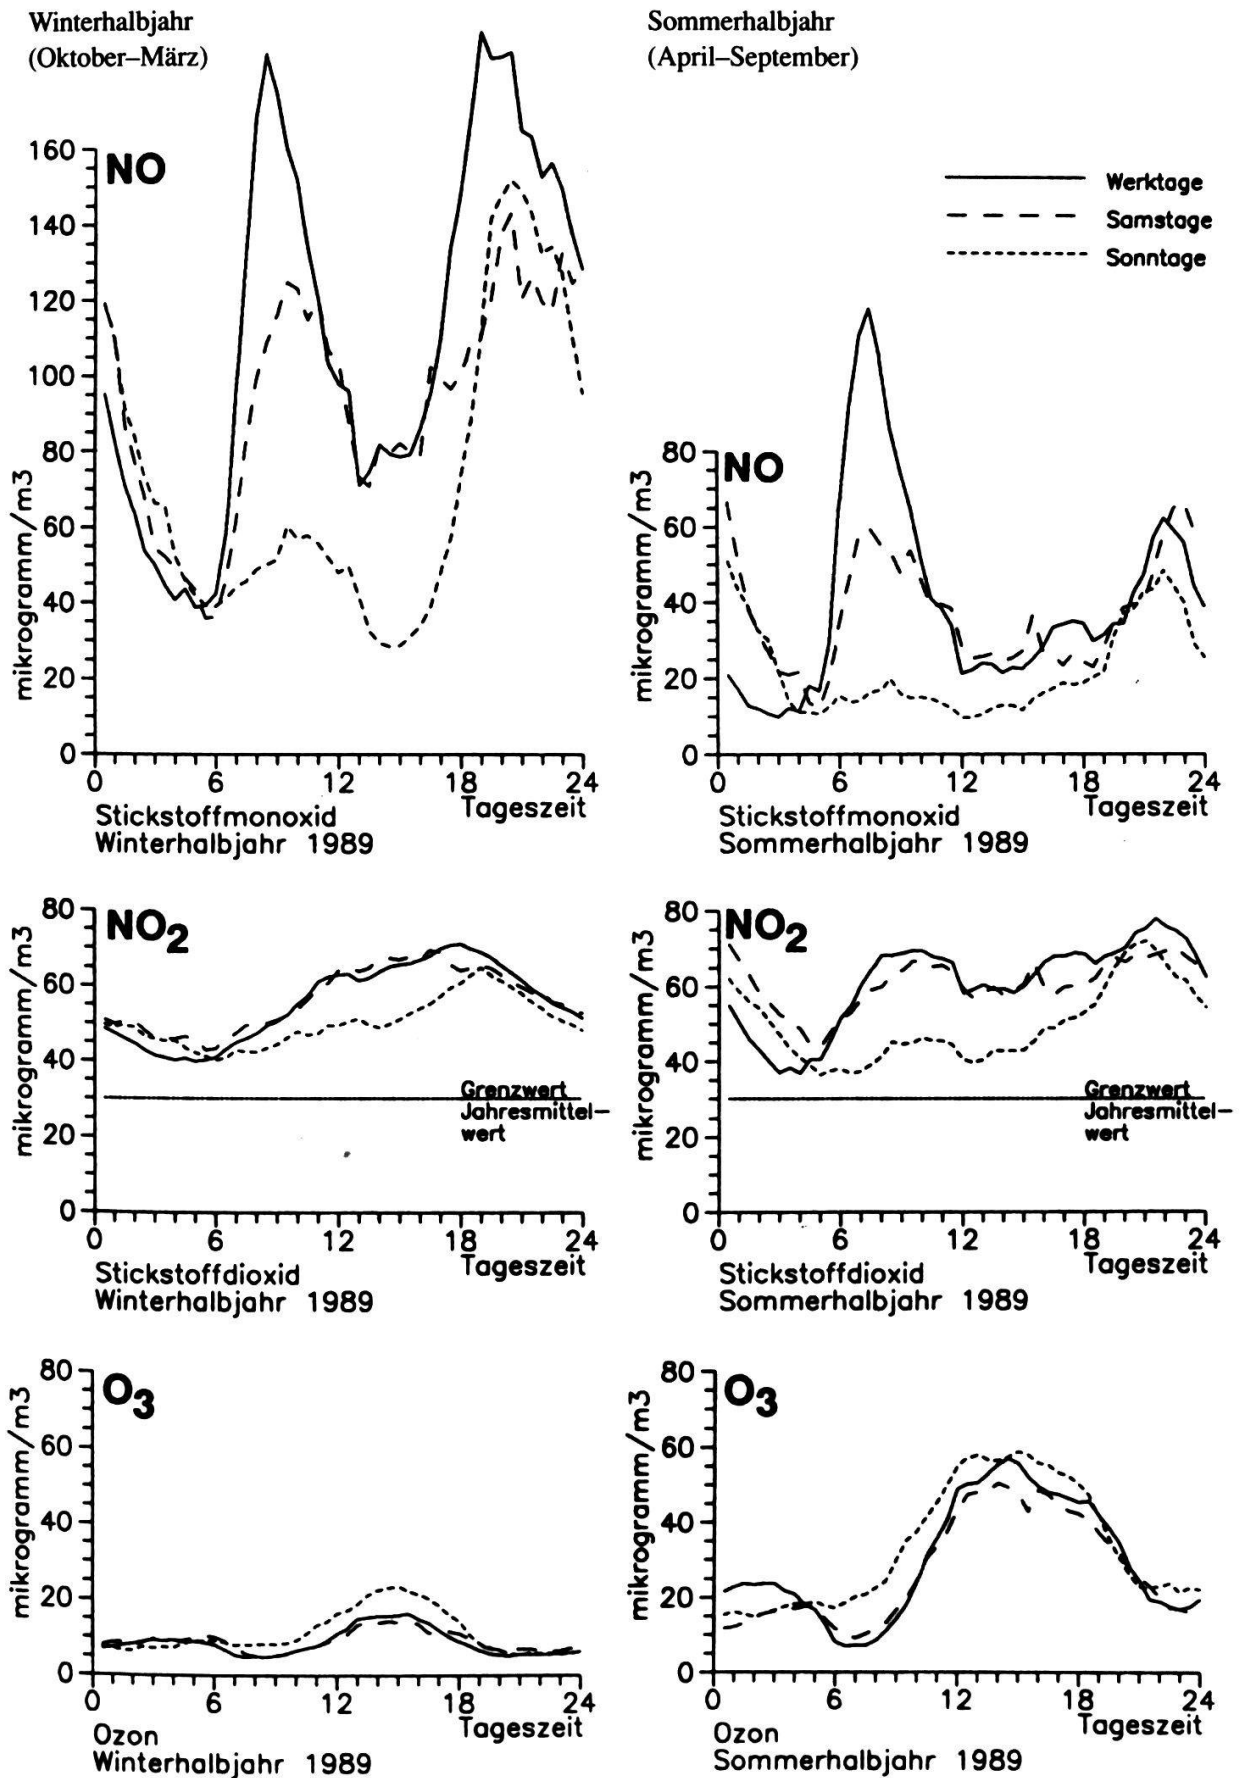 Winterhalbjahr
(Oktober–März)
Sommerhalbjahr
(April–September)
Werktage
Samstage
Sonntage
NO
mikrogramm/m3
160
140
120
100
80
60
40
20
0
0 6 12 18 24
Tageszeit
Stickstoffmonoxid
Winterhalbjahr 1989
NO
mikrogramm/m3
80
60
40
20
0
0 6 12 18 24
Tageszeit
Stickstoffmonoxid
Sommerhalbjahr 1989
NO2
mikrogramm/m3
80
60
40
20
0
Grenzwert
Jahresmittel–
wert
0 6 12 18 24
Tageszeit
Stickstoffdioxid
Winterhalbjahr 1989
NO2
mikrogramm/m3
80
60
40
20
0
Grenzwert
Jahresmittel–
wert
0 6 12 18 24
Tageszeit
Stickstoffdioxid
Sommerhalbjahr 1989
O3
mikrogramm/m3
80
60
40
20
0
0 6 12 18 24
Tageszeit
Ozon
Winterhalbjahr 1989
O3
mikrogramm/m3
80
60
40
20
0
0 6 12 18 24
Tageszeit
Ozon
Sommerhalbjahr 1989